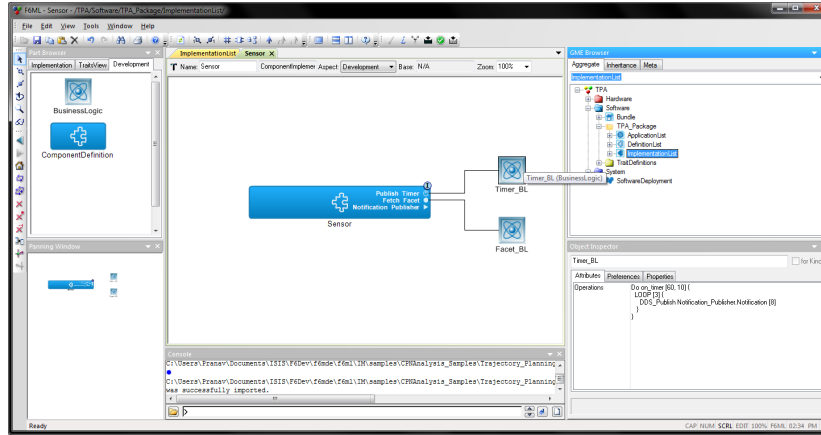 F6ML - Sensor - /TPA/Software/TPA_Package/ImplementationList/
File Edit View Tools Window Help
Part Browser
Implementation TraitsView Development
BusinessLogic
ComponentDefinition
Panning Window
ImplementationList Sensor
Name: Sensor ComponentImplemer Aspect: Development Base: N/A Zoom: 100%
Publish Timer
Fetch Facet
Notification Publisher
Sensor
Timer_BL
Timer_BL (BusinessLogic)
Facet_BL
Console
C:\Users\Pranav\Documents\ISIS\F6Dev\f6mde\f6ml\IM\samples\CPNAnalysis_Samples\Trajectory_Planning
C:\Users\Pranav\Documents\ISIS\F6Dev\f6mde\f6ml\IM\samples\CPNAnalysis_Samples\Trajectory_Planning
was successfully imported.
GME Browser
Aggregate Inheritance Meta
ImplementationList
TPA
Hardware
Software
Bundle
TPA_Package
ApplicationList
DefinitionList
ImplementationList
TraitDefinitions
System
SoftwareDeployment
Object Inspector
Timer_BL for Kind
Attributes Preferences Properties
Operations Do on_timer [60, 10] {
LOOP [3] {
DDS_Publish Notification_Publisher.Notification [8]
}
}
Ready CAP NUM SCRL EDIT 100% F6ML 02:34 PM